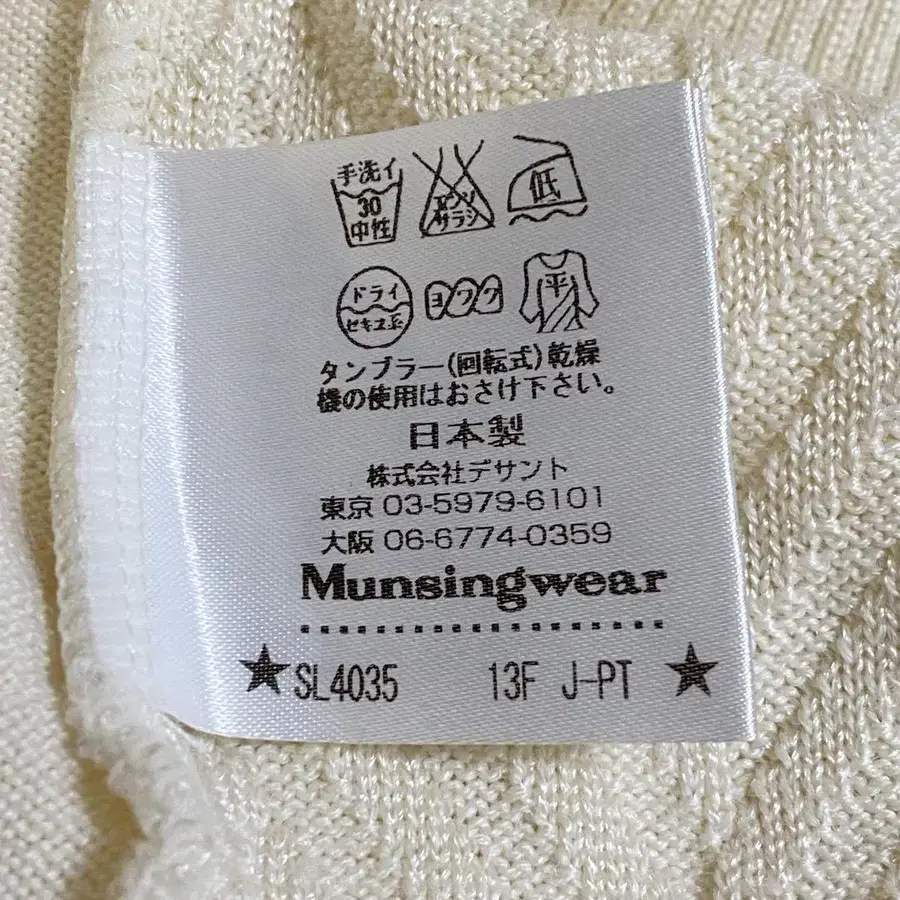 手洗イ
30
中性
エンソ
サラシ
低
ドライ
セキユ系
ヨワク
平
タンブラー(回転式)乾燥
機の使用はおさけ下さい。
日本製
株式会社デサント
東京 03-5979-6101
大阪 06-6774-0359
Munsingwear
★SL4035 13F J-PT ★